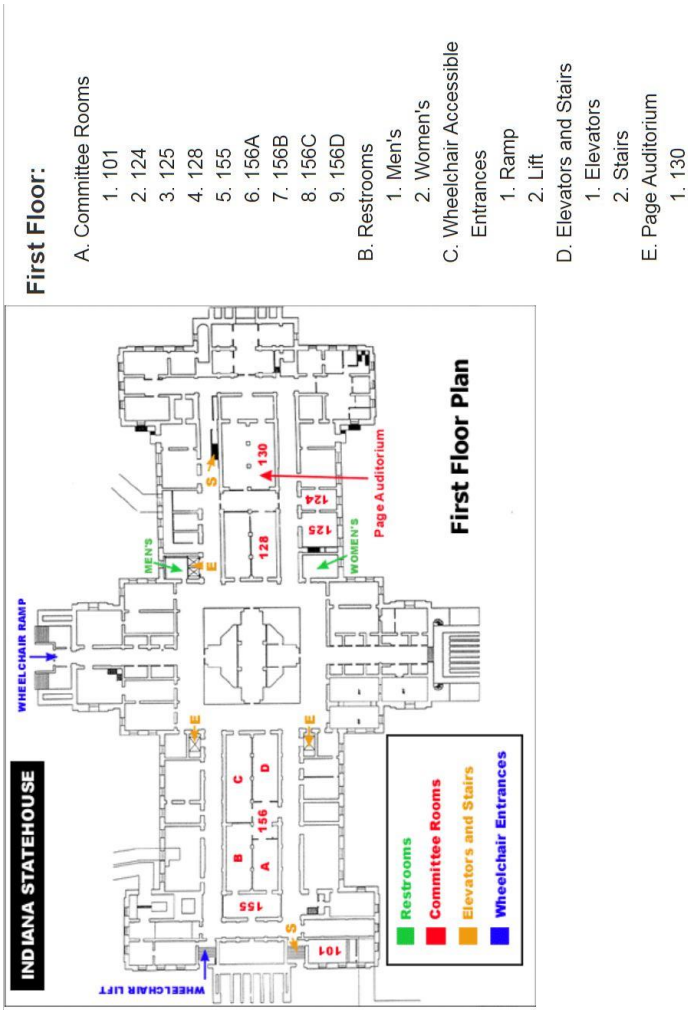 First Floor:
A. Committee Rooms
1. 101
2. 124
3. 125
4. 128
5. 155
6. 156A
7. 156B
8. 156C
9. 156D
B. Restrooms
1. Men's
2. Women's
C. Wheelchair Accessible
Entrances
1. Ramp
2. Lift
D. Elevators and Stairs
1. Elevators
2. Stairs
E. Page Auditorium
1. 130
INDIANA STATEHOUSE
WHEELCHAIR RAMP
MEN'S
E
S
E
E
S
128
130
124
125
WOMEN'S
Page Auditorium
C
D
156
B
A
155
101
WHEELCHAIR LIFT
First Floor Plan
Restrooms
Committee Rooms
Elevators and Stairs
Wheelchair Entrances